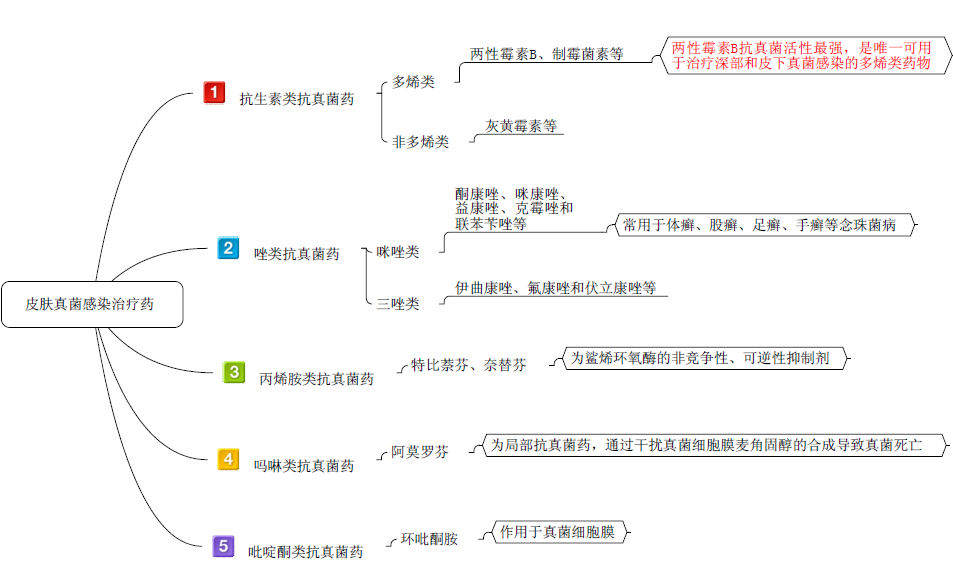 皮肤真菌感染治疗药
1
抗生素类抗真菌药
多烯类
两性霉素B、制霉菌素等
两性霉素B抗真菌活性最强，是唯一可用
于治疗深部和皮下真菌感染的多烯类药物
非多烯类
灰黄霉素等
2
唑类抗真菌药
咪唑类
酮康唑、咪康唑、
益康唑、克霉唑和
联苯苄唑等
常用于体癣、股癣、足癣、手癣等念珠菌病
三唑类
伊曲康唑、氟康唑和伏立康唑等
3
丙烯胺类抗真菌药
特比萘芬、奈替芬
为鲨烯环氧酶的非竞争性、可逆性抑制剂
4
吗啉类抗真菌药
阿莫罗芬
为局部抗真菌药，通过干扰真菌细胞膜麦角固醇的合成导致真菌死亡
5
吡啶酮类抗真菌药
环吡酮胺
作用于真菌细胞膜